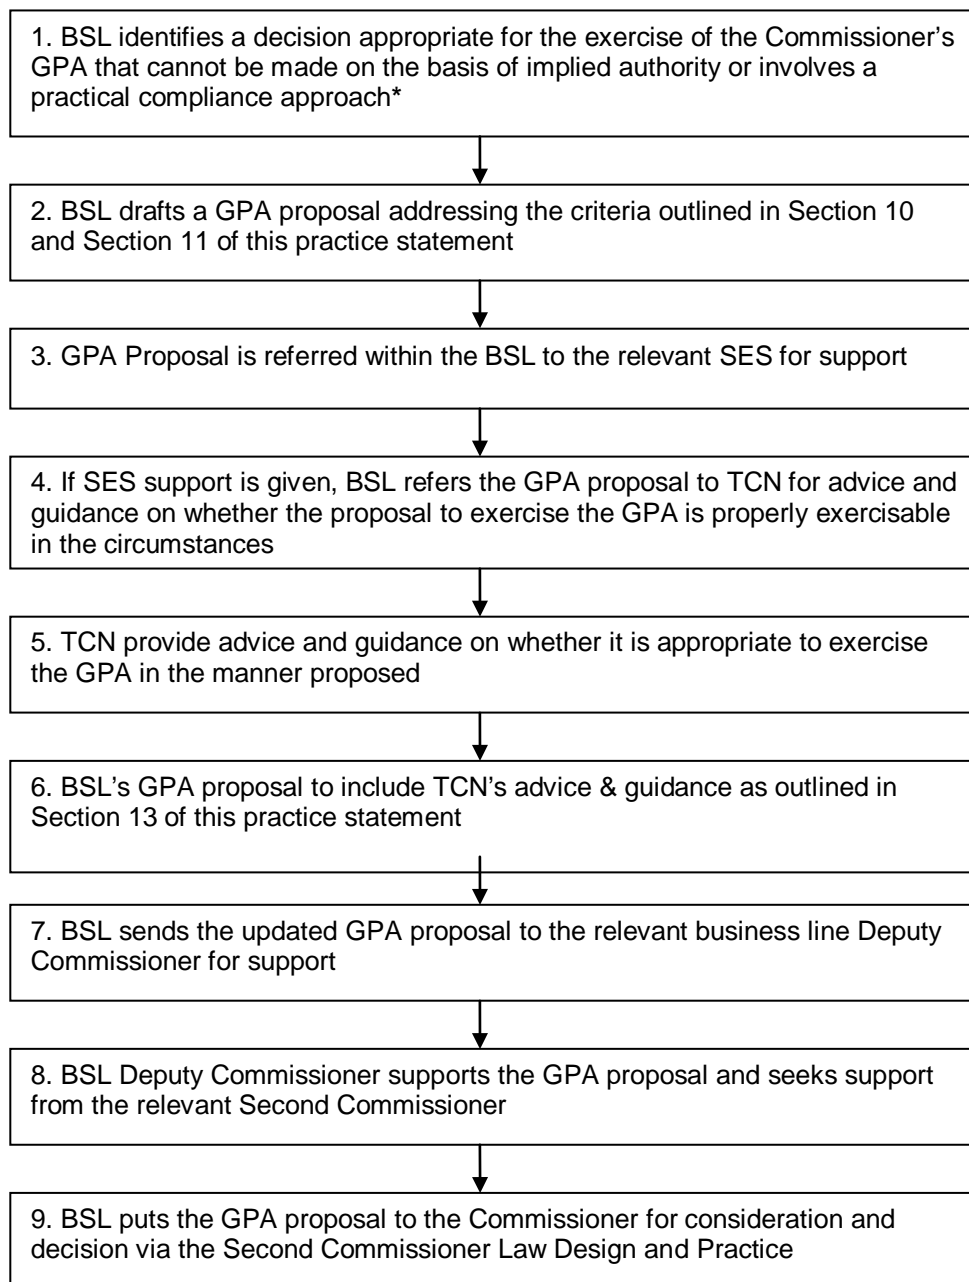 1. BSL identifies a decision appropriate for the exercise of the Commissioner’s
GPA that cannot be made on the basis of implied authority or involves a
practical compliance approach*
2. BSL drafts a GPA proposal addressing the criteria outlined in Section 10
and Section 11 of this practice statement
3. GPA Proposal is referred within the BSL to the relevant SES for support
4. If SES support is given, BSL refers the GPA proposal to TCN for advice and
guidance on whether the proposal to exercise the GPA is properly exercisable
in the circumstances
5. TCN provide advice and guidance on whether it is appropriate to exercise
the GPA in the manner proposed
6. BSL’s GPA proposal to include TCN’s advice & guidance as outlined in
Section 13 of this practice statement
7. BSL sends the updated GPA proposal to the relevant business line Deputy
Commissioner for support
8. BSL Deputy Commissioner supports the GPA proposal and seeks support
from the relevant Second Commissioner
9. BSL puts the GPA proposal to the Commissioner for consideration and
decision via the Second Commissioner Law Design and Practice